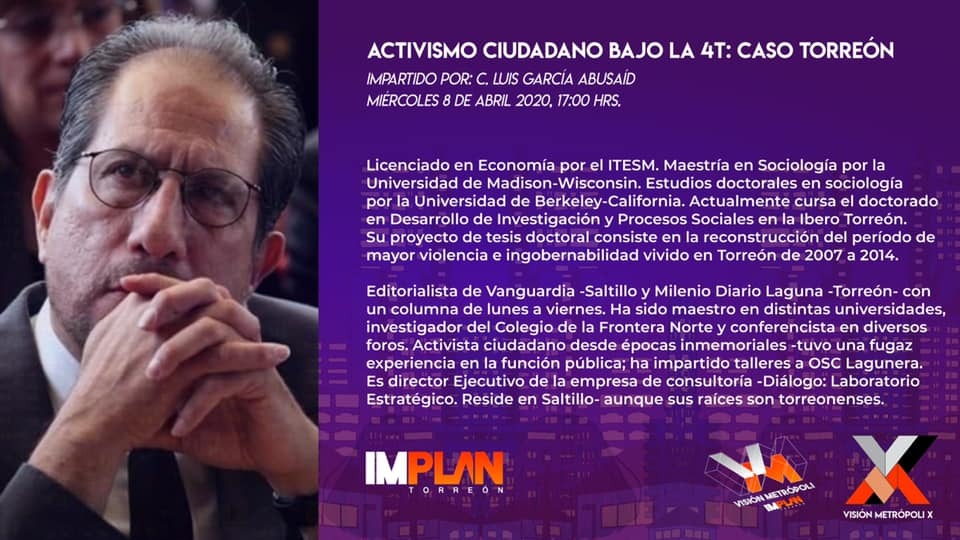 ACTIVISMO CIUDADANO BAJO LA 4T: CASO TORREÓN
IMPARTIDO POR: C. LUIS GARCÍA ABUSAÍD
MIÉRCOLES 8 DE ABRIL 2020, 17:00 HRS.
Licenciado en Economía por el ITESM. Maestría en Sociología por la
Universidad de Madison-Wisconsin. Estudios doctorales en sociología
por la Universidad de Berkeley-California. Actualmente cursa el doctorado
en Desarrollo de Investigación y Procesos Sociales en la Ibero Torreón.
Su proyecto de tesis doctoral consiste en la reconstrucción del período de
mayor violencia e ingobernabilidad vivido en Torreón de 2007 a 2014.
Editorialista de Vanguardia -Saltillo y Milenio Diario Laguna -Torreón- con
un columna de lunes a viernes. Ha sido maestro en distintas universidades,
investigador del Colegio de la Frontera Norte y conferencista en diversos
foros. Activista ciudadano desde épocas inmemoriales -tuvo una fugaz
experiencia en la función pública; ha impartido talleres a OSC Lagunera.
Es director Ejecutivo de la empresa de consultoría -Diálogo: Laboratorio
Estratégico. Reside en Saltillo- aunque sus raíces son torreonenses.
IMPLAN
TORREÓN
VISIÓN METRÓPOLI
IMPLAN
X
VISIÓN METRÓPOLI X